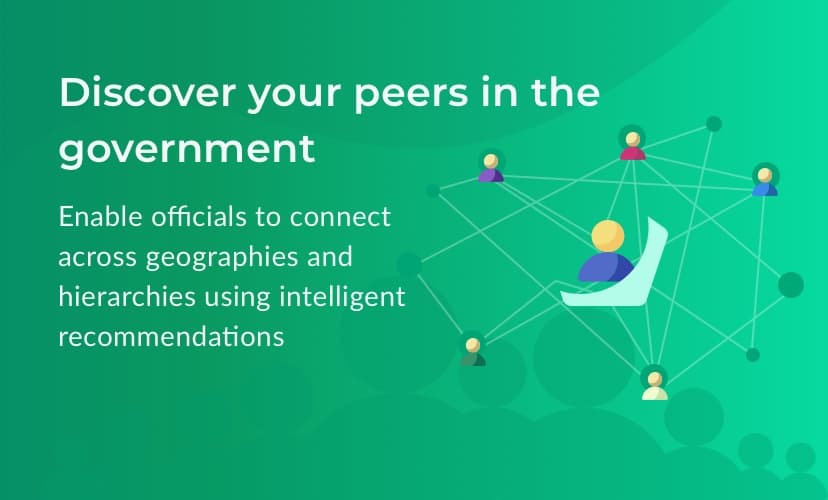 Discover your peers in the
government
Enable officials to connect
across geographies and
hierarchies using intelligent
recommendations